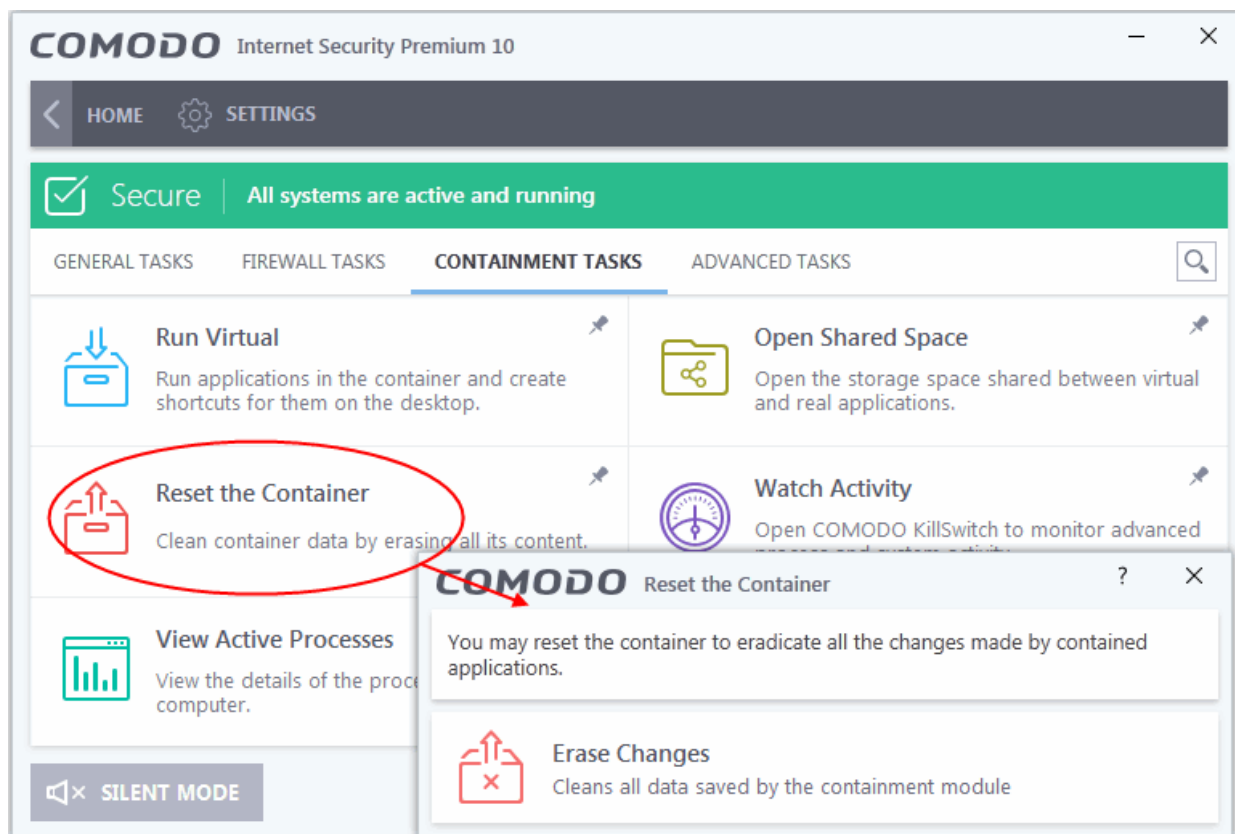 COMODO Internet Security Premium 10
HOME SETTINGS
Secure All systems are active and running
GENERAL TASKS FIREWALL TASKS CONTAINMENT TASKS ADVANCED TASKS
Run Virtual
Run applications in the container and create
shortcuts for them on the desktop.
Open Shared Space
Open the storage space shared between virtual
and real applications.
Reset the Container
Clean container data by erasing all its content.
Watch Activity
Open COMODO KillSwitch to monitor advanced
process and system activity
View Active Processes
View the details of the proce
computer.
SILENT MODE
COMODO Reset the Container ?
You may reset the container to eradicate all the changes made by contained
applications.
Erase Changes
Cleans all data saved by the containment module